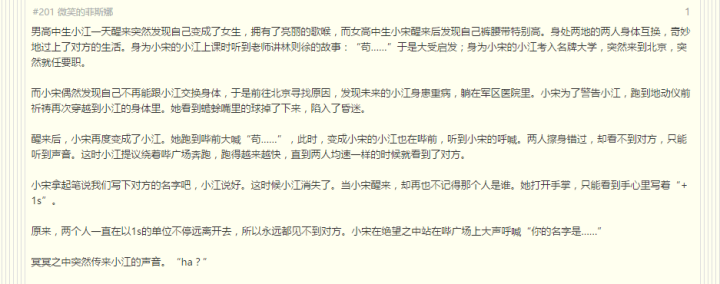 #201 微笑的菲斯娜
1
男高中生小江一天醒来突然发现自己变成了女生，拥有了亮丽的歌喉，而女高中生小宋醒来后发现自己裤腰带特别高。身处两地的两人身体互换，奇妙
地过上了对方的生活。身为小宋的小江上课时听到老师讲林则徐的故事：“苟……”于是大受启发；身为小江的小宋考入名牌大学，突然来到北京，突
然就任要职。
而小宋偶然发现自己不再能跟小江交换身体，于是前往北京寻找原因，发现未来的小江身患重病，躺在军区医院里。小宋为了警告小江，跑到地动仪前
祈祷再次穿越到小江的身体里。她看到蟾蜍嘴里的球掉了下来，陷入了昏迷。
醒来后，小宋再度变成了小江。她跑到哔前大喊“苟……”，此时，变成小宋的小江也在哔前，听到小宋的呼喊。两人擦身错过，却看不到对方，只能
听到声音。这时小江提议绕着哔广场奔跑，跑得越来越快，直到两人均速一样的时候就看到了对方。
小宋拿起笔说我们写下对方的名字吧，小江说好。这时候小江消失了。当小宋醒来，却再也不记得那个人是谁。她打开手掌，只能看到手心里写着“+
1s”。
原来，两个人一直在以1s的单位不停远离开去，所以永远都见不到对方。小宋在绝望之中站在哔广场上大声呼喊“你的名字是……”
冥冥之中突然传来小江的声音。“ha？”